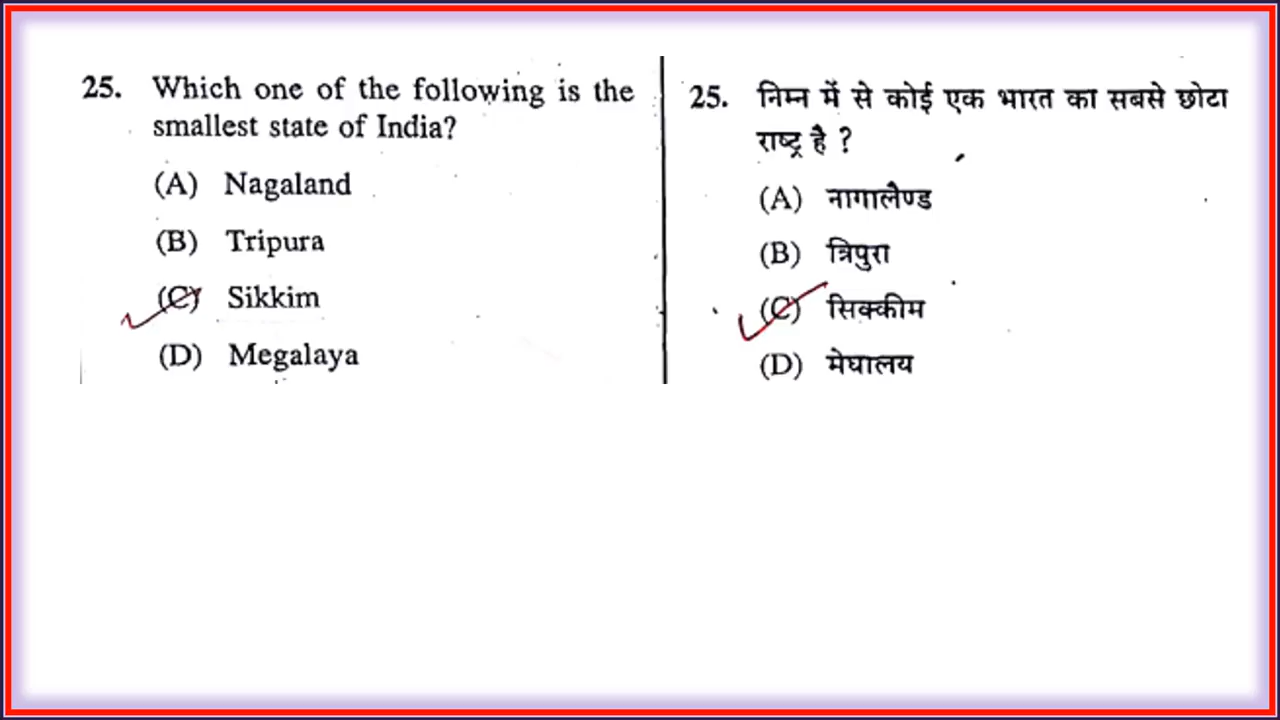 25. Which one of the following is the
smallest state of India?
(A) Nagaland
(B) Tripura
(C) Sikkim
(D) Megalaya
25. निम्न में से कोई एक भारत का सबसे छोटा
राष्ट्र है ?
(A) नागालैण्ड
(B) त्रिपुरा
(C) सिक्कीम
(D) मेघालय